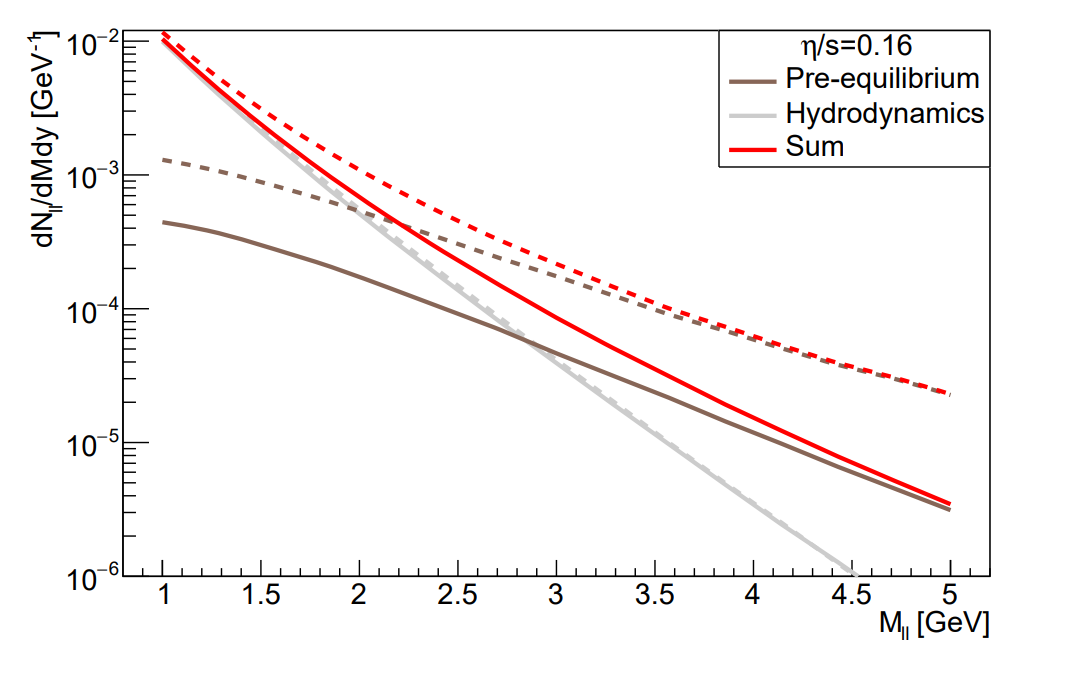 dN_ll/dMdy [GeV^-1]
10^−2
10^−3
10^−4
10^−5
10^−6
η/s=0.16
Pre-equilibrium
Hydrodynamics
Sum
1 1.5 2 2.5 3 3.5 4 4.5 5
M_ll [GeV]